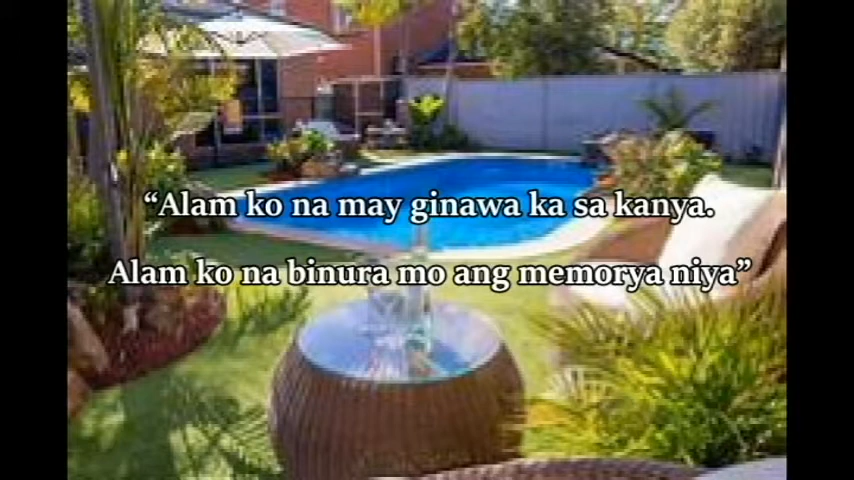 “Alam ko na may ginawa ka sa kanya.
Alam ko na binura mo ang memorya niya”